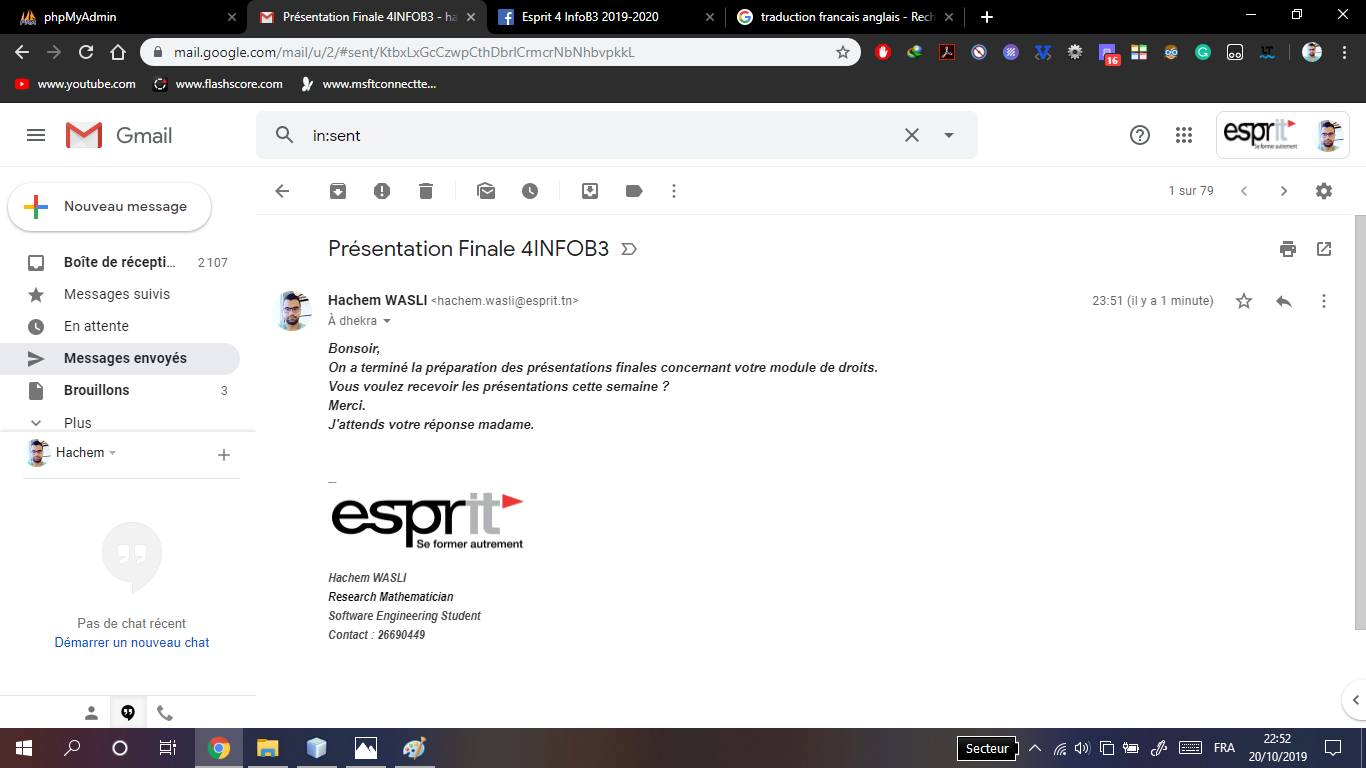 phpMyAdmin
Présentation Finale 4INFOB3 - ha
Esprit 4 InfoB3 2019-2020
traduction francais anglais - Rech
mail.google.com/mail/u/2/#sent/KtbxLxGcCzwpCthDbrlCrmcrNbNhbvpkkL
16
www.youtube.com
www.flashscore.com
www.msftconnectte...
Gmail
in:sent
esprit
Se former autrement
Nouveau message
1 sur 79
Boîte de récepti...
2 107
Messages suivis
En attente
Messages envoyés
Brouillons
3
Plus
Hachem
Pas de chat récent
Démarrer un nouveau chat
Présentation Finale 4INFOB3
Hachem WASLI <hachem.wasli@esprit.tn>
23:51 (il y a 1 minute)
À dhekra
Bonsoir,
On a terminé la préparation des présentations finales concernant votre module de droits.
Vous voulez recevoir les présentations cette semaine ?
Merci.
J'attends votre réponse madame.
--
esprit
Se former autrement
Hachem WASLI
Research Mathematician
Software Engineering Student
Contact : 26690449
Secteur
FRA
22:52
20/10/2019